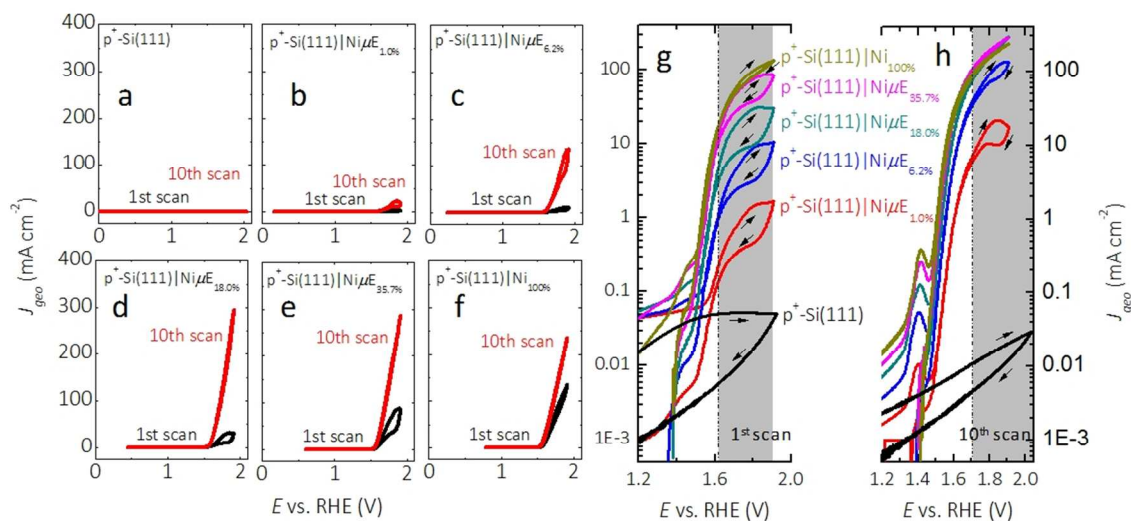 400
300
200
100
0
p⁺-Si(111)
a
10th scan
1st scan
0 1 2
p⁺-Si(111)|NiµE1.0%
b
10th scan
1st scan
0 1 2
p⁺-Si(111)|NiµE6.2%
c
10th scan
1st scan
0 1 2
Jgeo (mA cm⁻²)
400
300
200
100
0
p⁺-Si(111)|NiµE18.0%
d
10th scan
1st scan
0 1 2
p⁺-Si(111)|NiµE35.7%
e
10th scan
1st scan
0 1 2
p⁺-Si(111)|Ni100%
f
10th scan
1st scan
0 1 2
E vs. RHE (V)
g
100
10
1
0.1
0.01
1E-3
p⁺-Si(111)|Ni100%
p⁺-Si(111)|NiµE35.7%
p⁺-Si(111)|NiµE18.0%
p⁺-Si(111)|NiµE6.2%
p⁺-Si(111)|NiµE1.0%
p⁺-Si(111)
1st scan
1.2 1.4 1.6 1.8 2.0
E vs. RHE (V)
h
100
10
1
0.1
0.01
1E-3
Jgeo (mA cm⁻²)
10th scan
1.2 1.4 1.6 1.8 2.0
E vs. RHE (V)